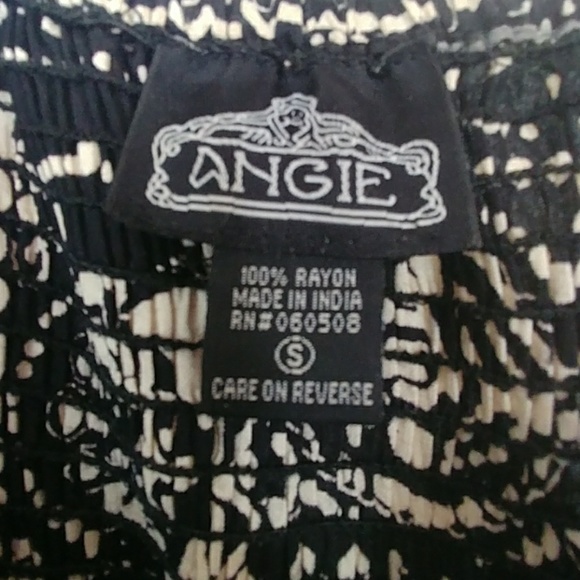 ANGIE
100% RAYON
MADE IN INDIA
RN#060508
S
CARE ON REVERSE